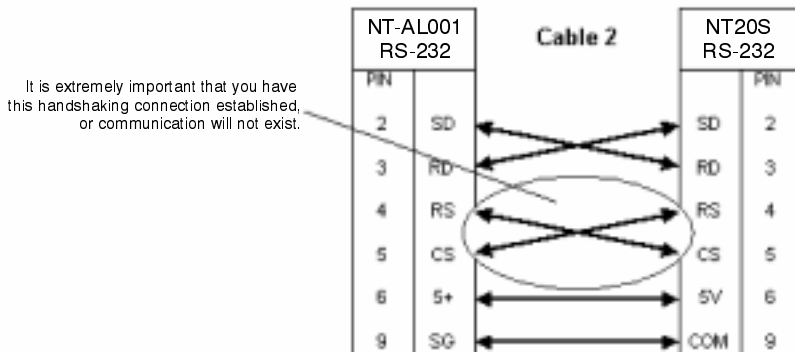 NT-AL001
RS-232
Cable 2
NT20S
RS-232
It is extremely important that you have
this handshaking connection established,
or communication will not exist.
PIN PIN
2 SD SD 2
3 RD RD 3
4 RS RS 4
5 CS CS 5
6 5+ 5V 6
9 SG COM 9